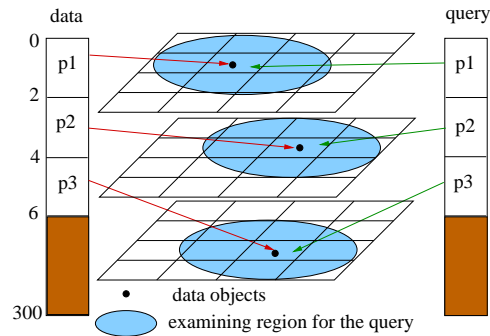 data
query
0
p1
p1
2
p2
p2
4
p3
p3
6
300
data objects
examining region for the query